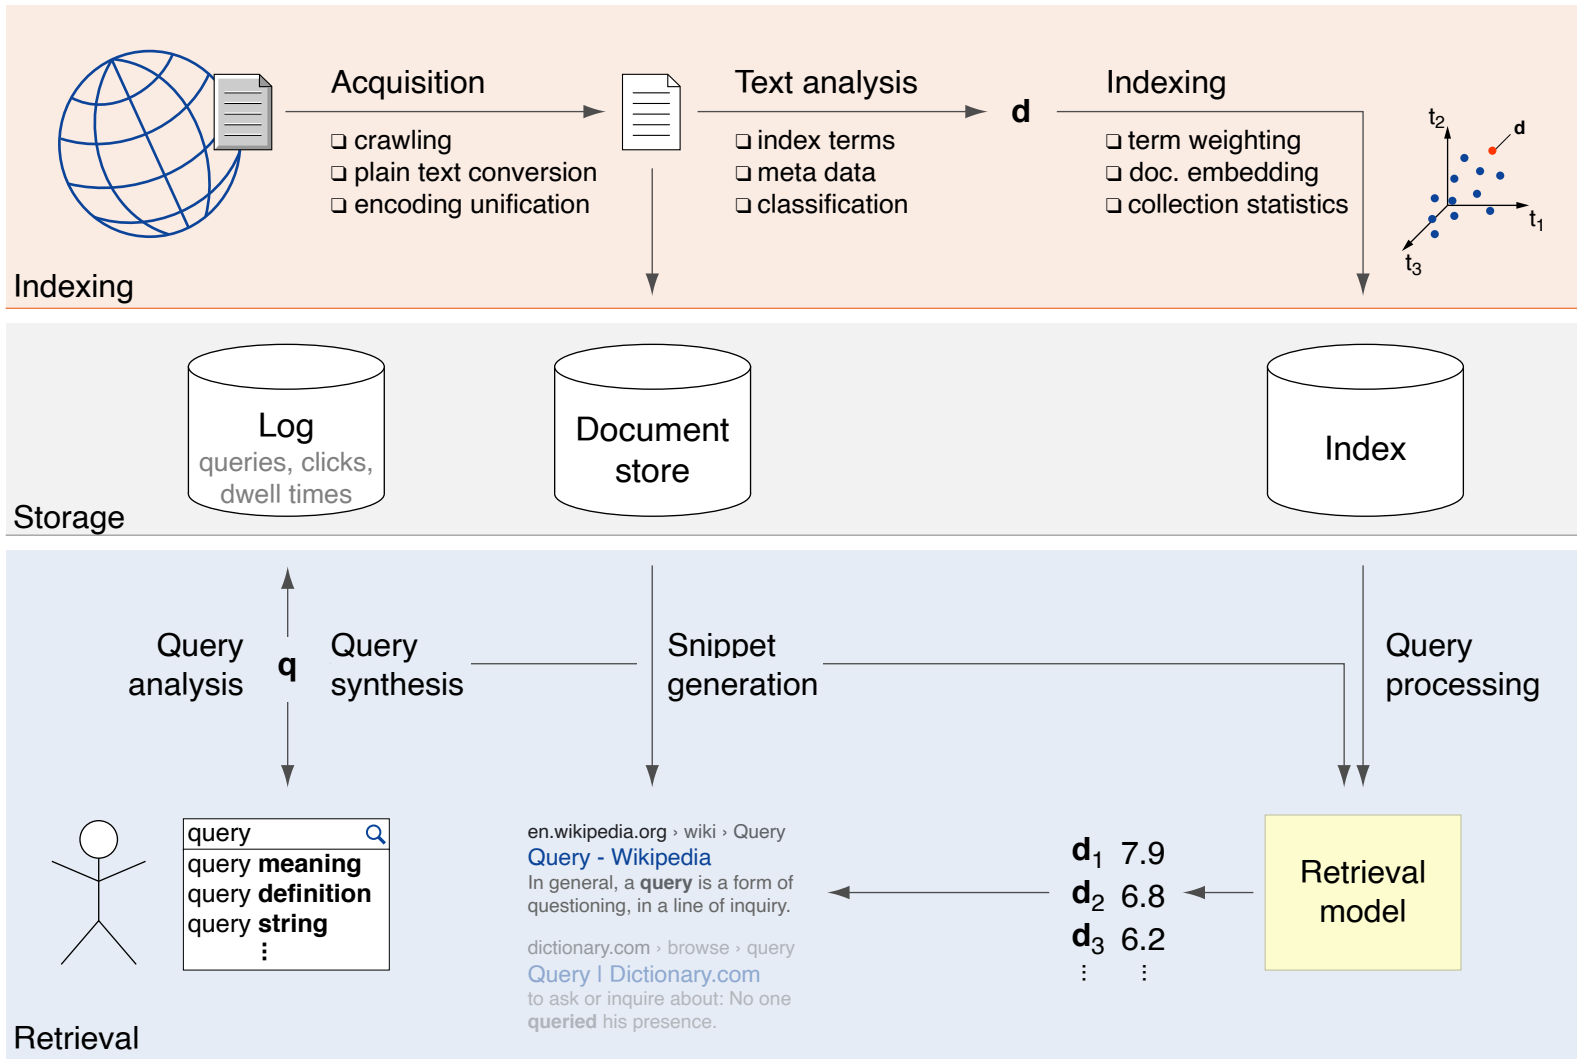 Acquisition
❑ crawling
❑ plain text conversion
❑ encoding unification
Text analysis
❑ index terms
❑ meta data
❑ classification
d
Indexing
❑ term weighting
❑ doc. embedding
❑ collection statistics
t2
d
t1
t3
Indexing
Log
queries, clicks,
dwell times
Document
store
Index
Storage
Query
analysis
q
Query
synthesis
Snippet
generation
Query
processing
query
query meaning
query definition
query string
⋮
en.wikipedia.org › wiki › Query
Query - Wikipedia
In general, a query is a form of
questioning, in a line of inquiry.
dictionary.com › browse › query
Query | Dictionary.com
to ask or inquire about: No one
queried his presence.
d1 7.9
d2 6.8
d3 6.2
⋮ ⋮
Retrieval
model
Retrieval